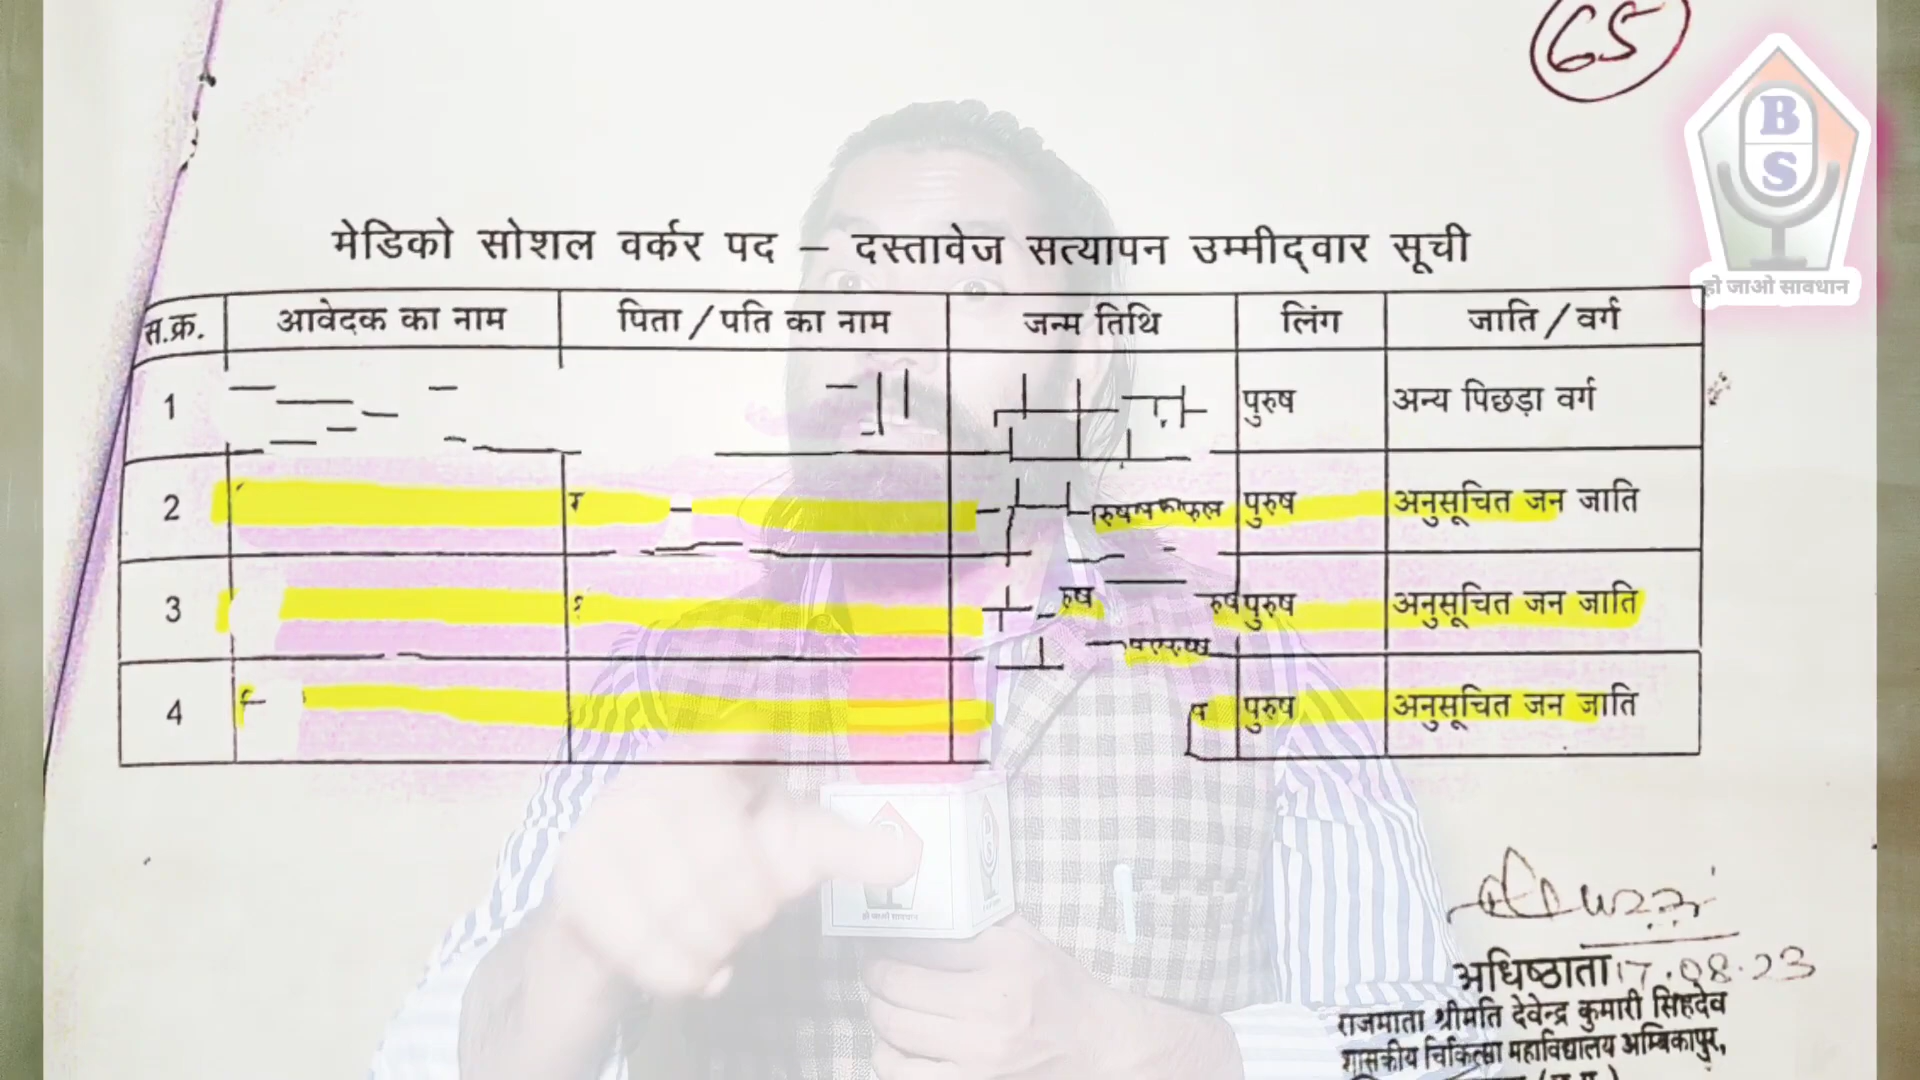 65
B
S
हो जाओ सावधान
मेडिको सोशल वर्कर पद – दस्तावेज सत्यापन उम्मीद्वार सूची
स.क्र. आवेदक का नाम पिता / पति का नाम जन्म तिथि लिंग जाति / वर्ग
1 पुरुष अन्य पिछड़ा वर्ग
2 पुरुष अनुसूचित जन जाति
3 पुरुष अनुसूचित जन जाति
4 पुरुष अनुसूचित जन जाति
हो जाओ सावधान
अधिष्ठाता 17.08.23
राजमाता श्रीमति देवेन्द्र कुमारी सिंहदेव
शासकीय चिकित्सा महाविद्यालय अम्बिकापुर,